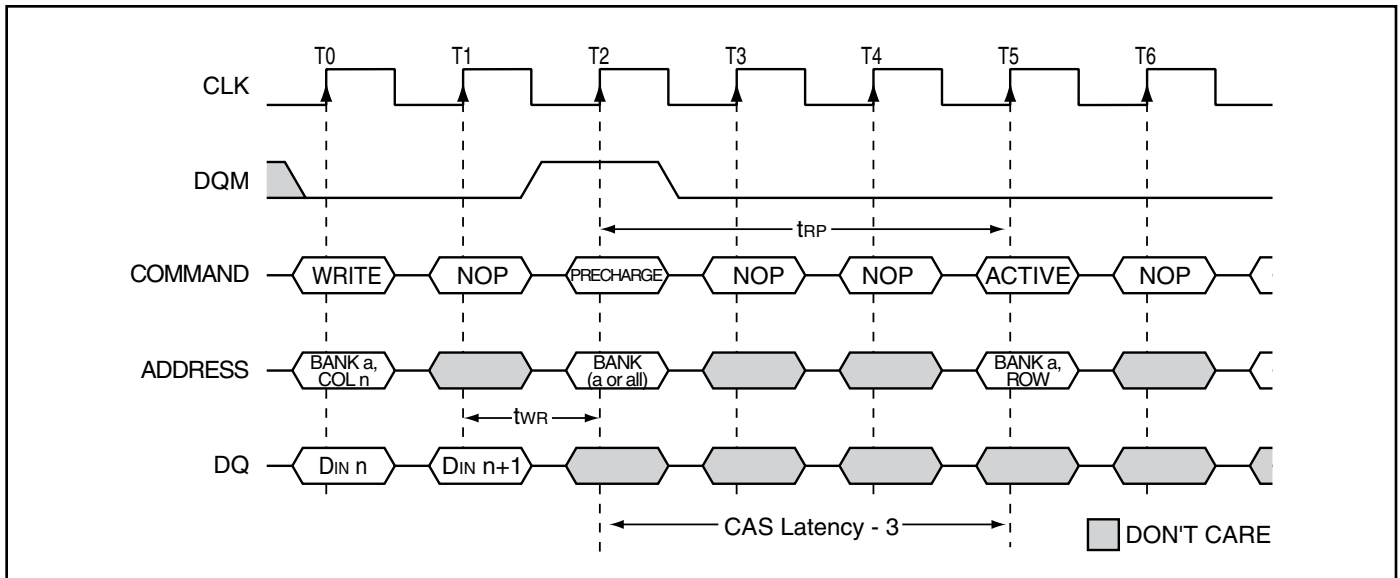 T0 T1 T2 T3 T4 T5 T6
CLK
DQM
tRP
COMMAND WRITE NOP PRECHARGE NOP NOP ACTIVE NOP
ADDRESS BANK a, COL n BANK (a or all) BANK a, ROW
tWR
DQ DIN n DIN n+1
CAS Latency - 3
DON'T CARE